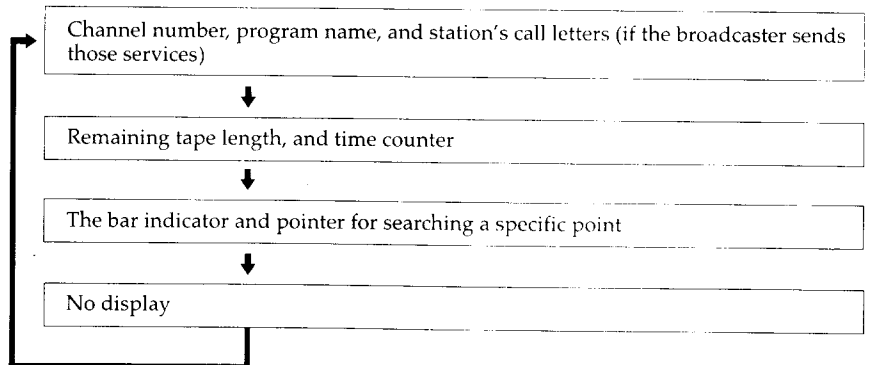 Channel number, program name, and station's call letters (if the broadcaster sends
those services)
Remaining tape length, and time counter
The bar indicator and pointer for searching a specific point
No display